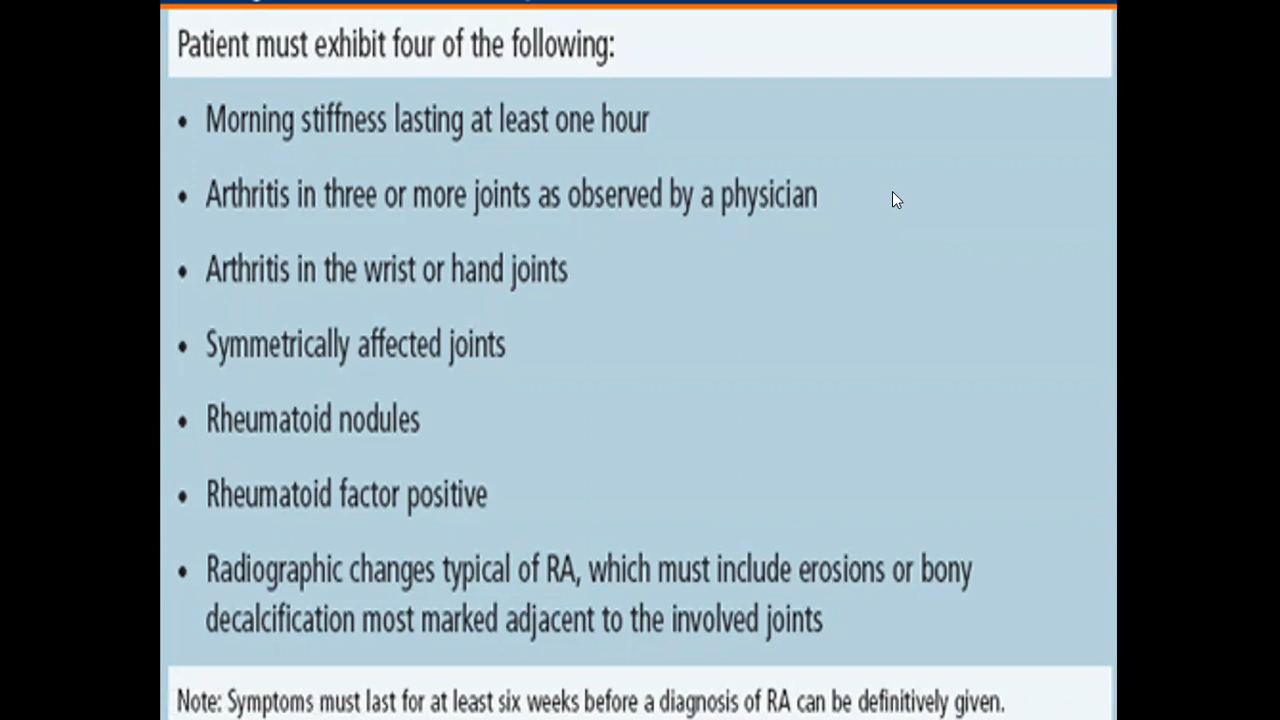 Patient must exhibit four of the following:
• Morning stiffness lasting at least one hour
• Arthritis in three or more joints as observed by a physician
• Arthritis in the wrist or hand joints
• Symmetrically affected joints
• Rheumatoid nodules
• Rheumatoid factor positive
• Radiographic changes typical of RA, which must include erosions or bony
decalcification most marked adjacent to the involved joints
Note: Symptoms must last for at least six weeks before a diagnosis of RA can be definitively given.